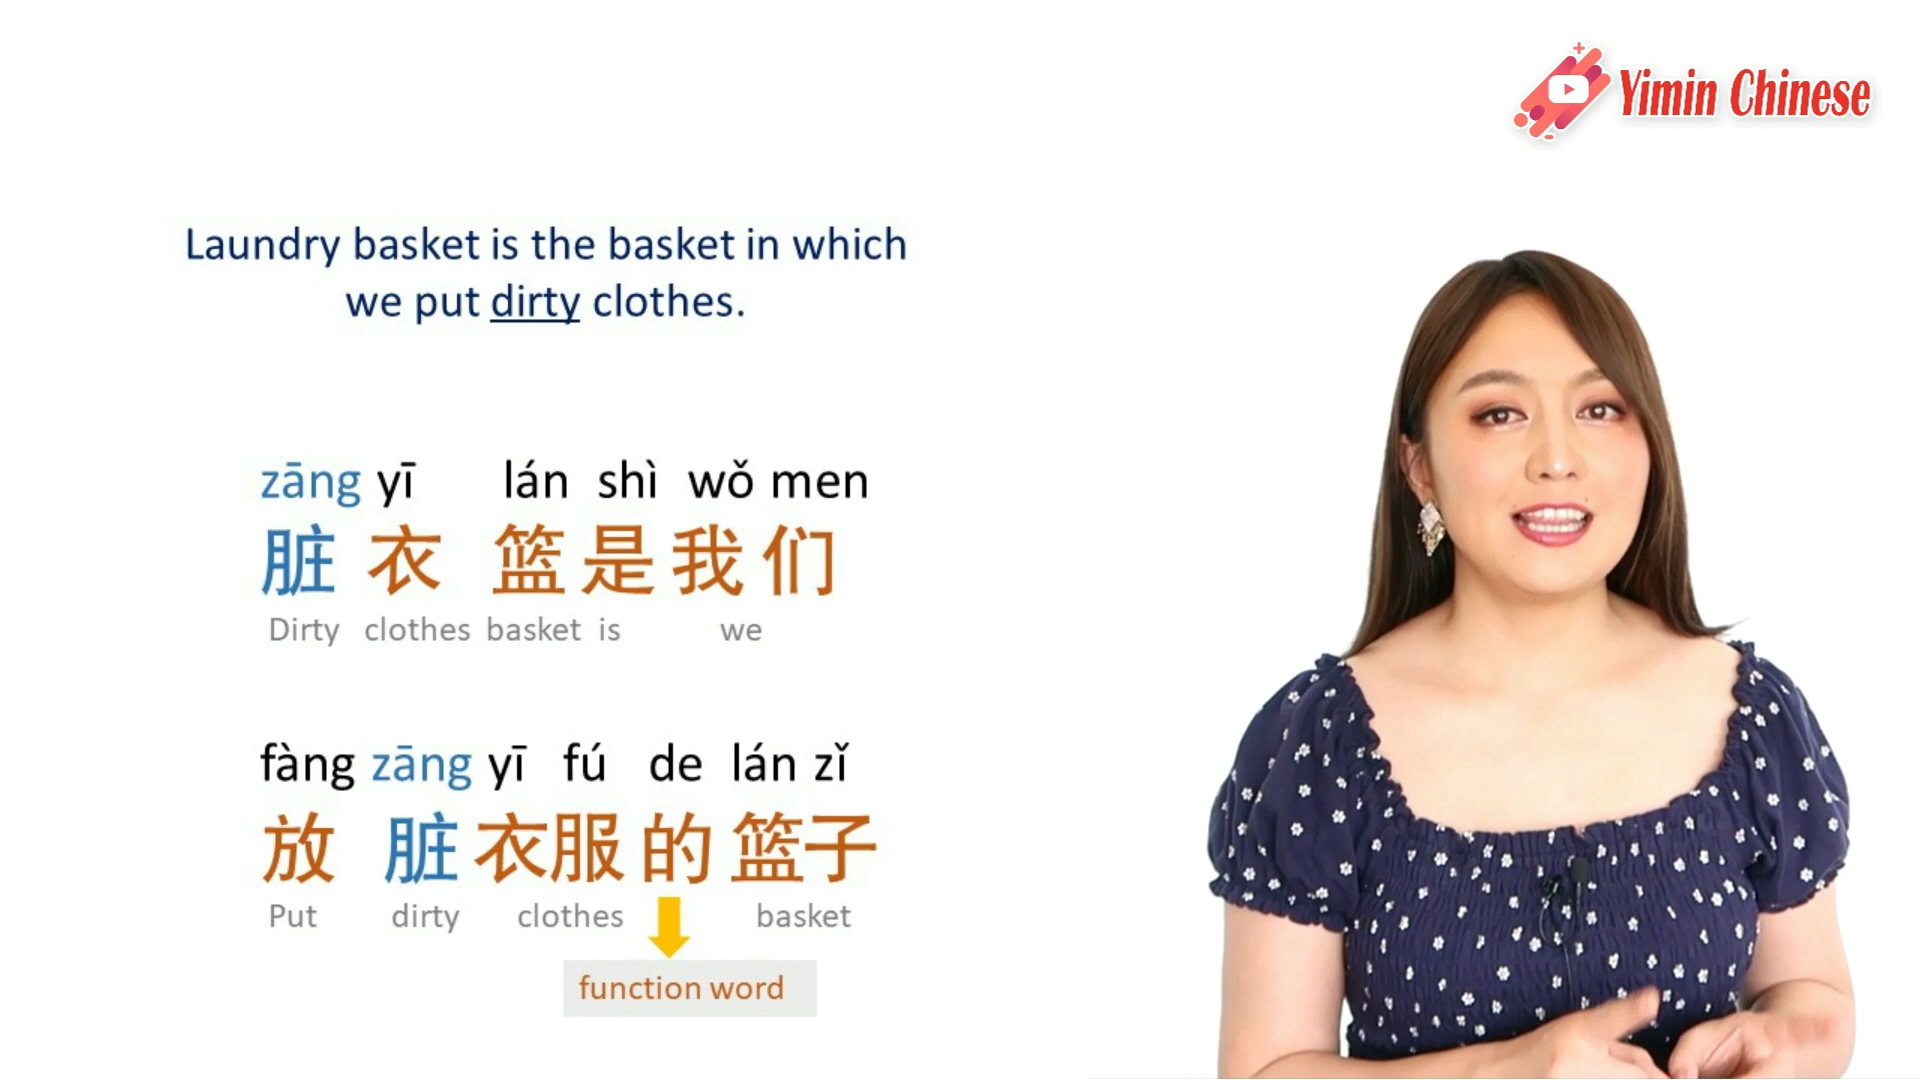 Yimin Chinese
Laundry basket is the basket in which
we put dirty clothes.
zāng yī lán shì wǒ men
脏 衣 篮 是 我 们
Dirty clothes basket is we
fàng zāng yī fú de lán zǐ
放 脏 衣服 的 篮子
Put dirty clothes basket
function word